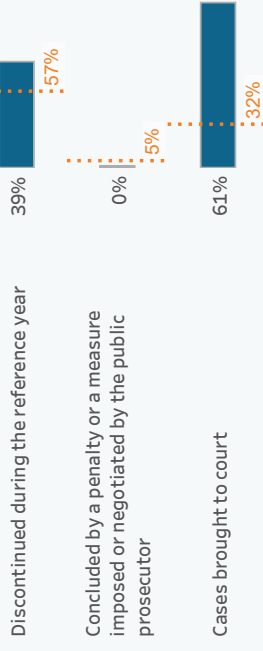 Discontinued during the reference year
39%
57%
Concluded by a penalty or a measure
imposed or negotiated by the public
prosecutor
0%
5%
Cases brought to court
61%
32%